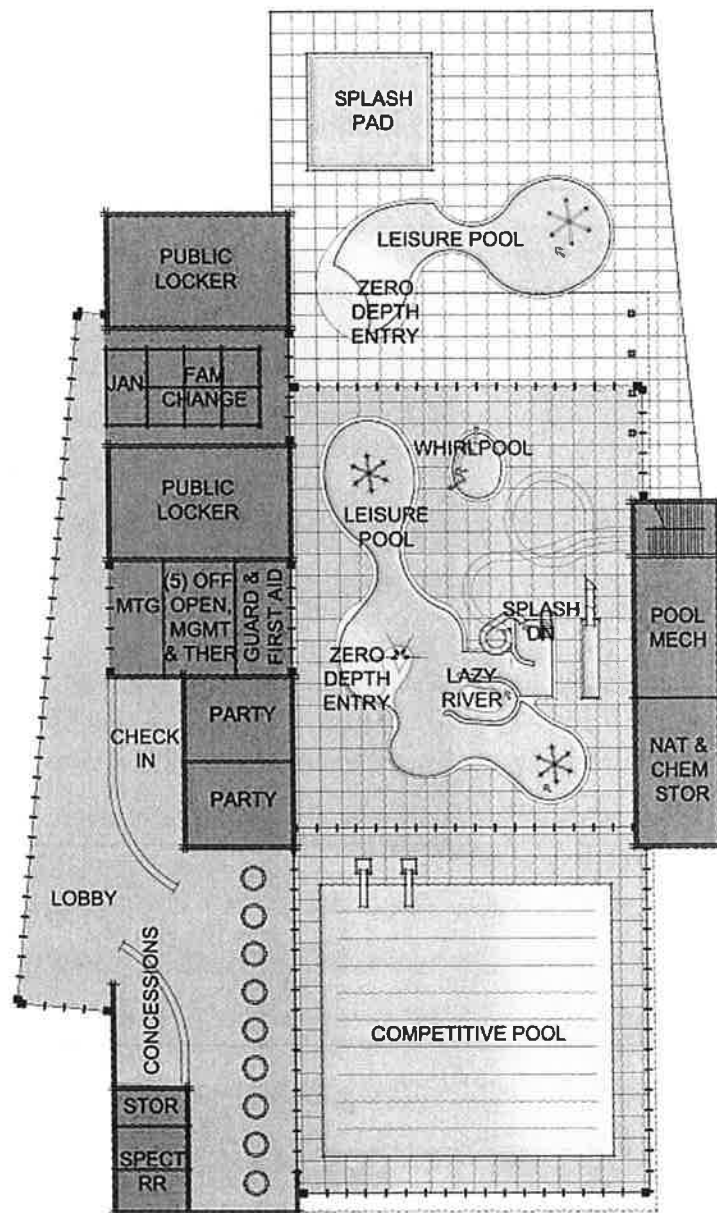 SPLASH
PAD
LEISURE POOL
ZERO
DEPTH
ENTRY
PUBLIC
LOCKER
JAN
FAM
CHANGE
PUBLIC
LOCKER
WHIRLPOOL
LEISURE
POOL
MTG
(5) OFF
OPEN,
MGMT
& THER
GUARD &
FIRST AID
SPLASH
DN
POOL
MECH
ZERO
DEPTH
ENTRY
LAZY
RIVER
CHECK
IN
PARTY
PARTY
NAT &
CHEM
STOR
LOBBY
CONCESSIONS
COMPETITIVE POOL
STOR
SPECT
RR